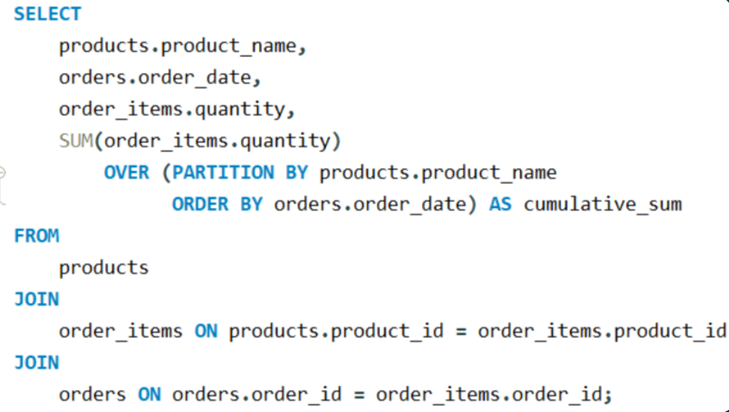 SELECT
products.product_name,
orders.order_date,
order_items.quantity,
SUM(order_items.quantity)
OVER (PARTITION BY products.product_name
ORDER BY orders.order_date) AS cumulative_sum
FROM
products
JOIN
order_items ON products.product_id = order_items.product_id
JOIN
orders ON orders.order_id = order_items.order_id;